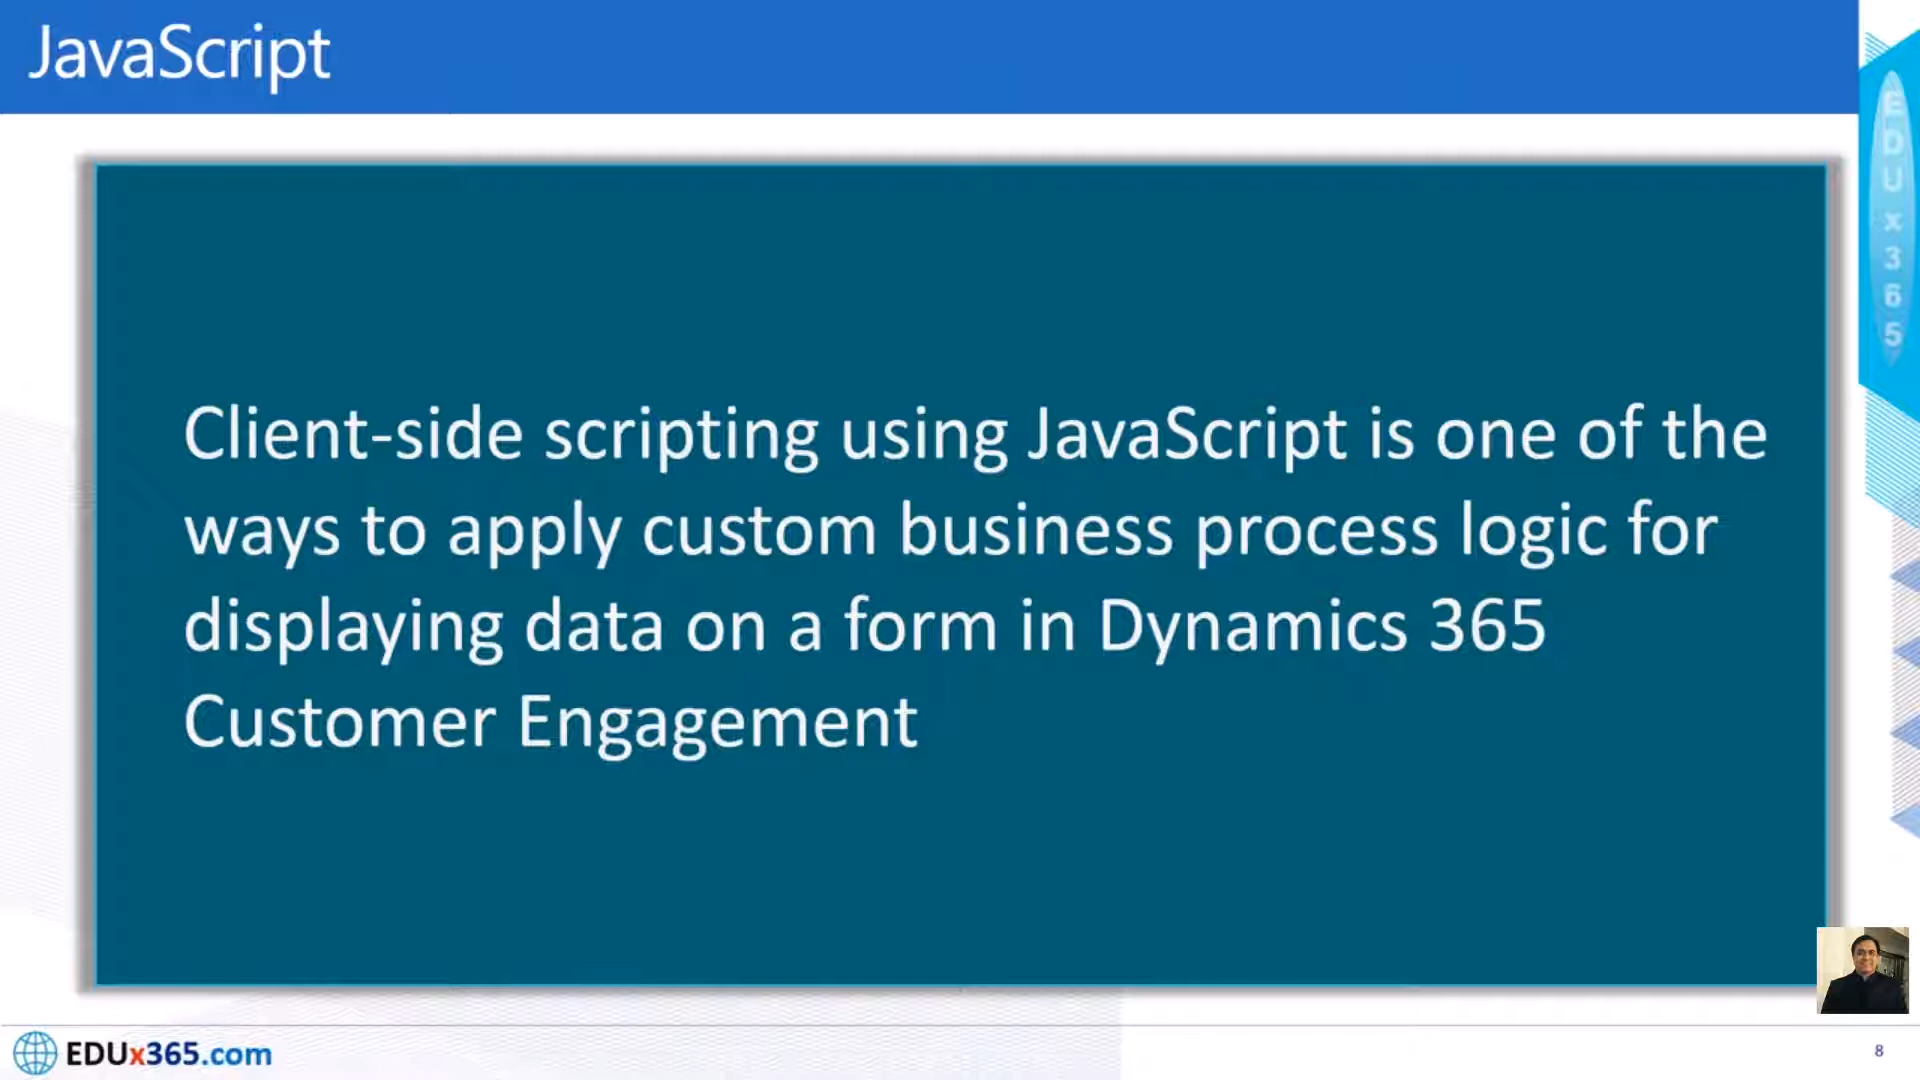 JavaScript
EDUx365
Client-side scripting using JavaScript is one of the
ways to apply custom business process logic for
displaying data on a form in Dynamics 365
Customer Engagement
EDUx365.com
8